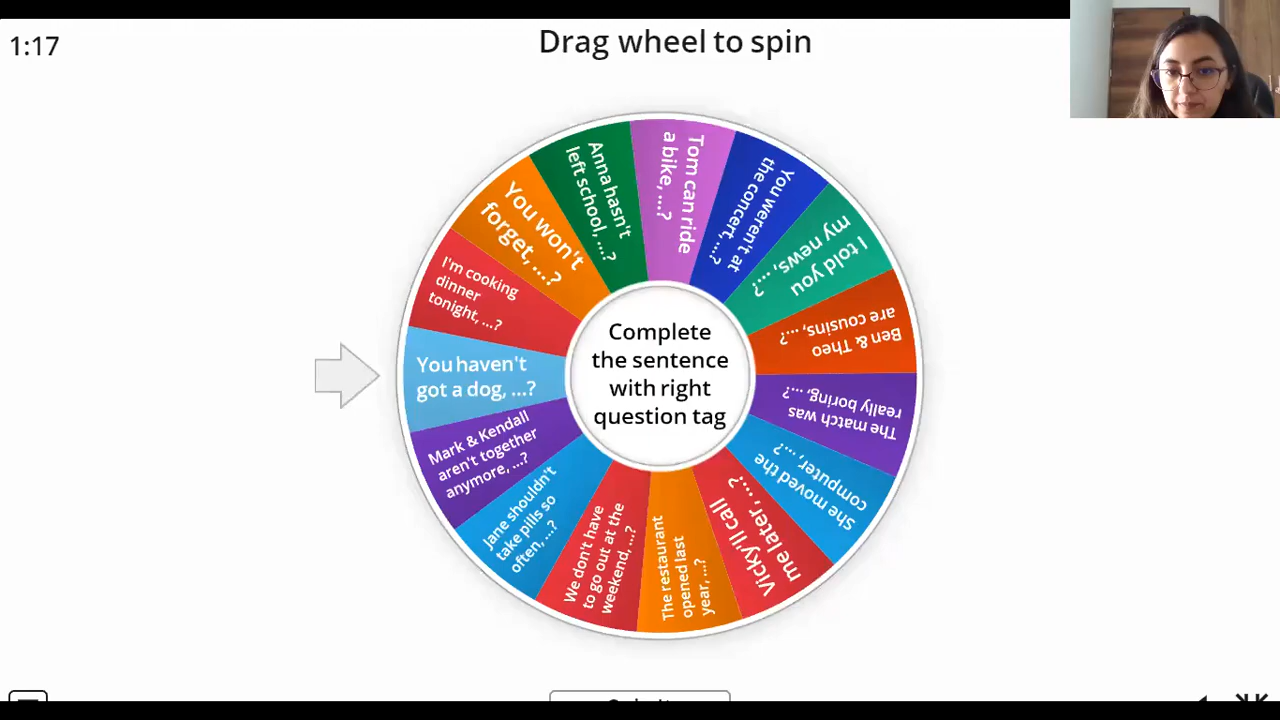 1:17
Drag wheel to spin
Complete
the sentence
with right
question tag
You haven't
got a dog, ...?
I'm cooking
dinner
tonight, ...?
You won't
forget, ...?
Anna hasn't
left school, ...?
Tom can ride
a bike, ...?
You weren't at
the concert, ...?
I told you
my news, ...?
Ben & Theo
are cousins, ...?
The match was
really boring, ...?
She moved the
computer, ...?
Vicky'll call
me later, ...?
The restaurant
opened last
year, ...?
We don't have
to go out at the
weekend, ...?
Jane shouldn't
take pills so
often, ...?
Mark & Kendall
aren't together
anymore, ...?